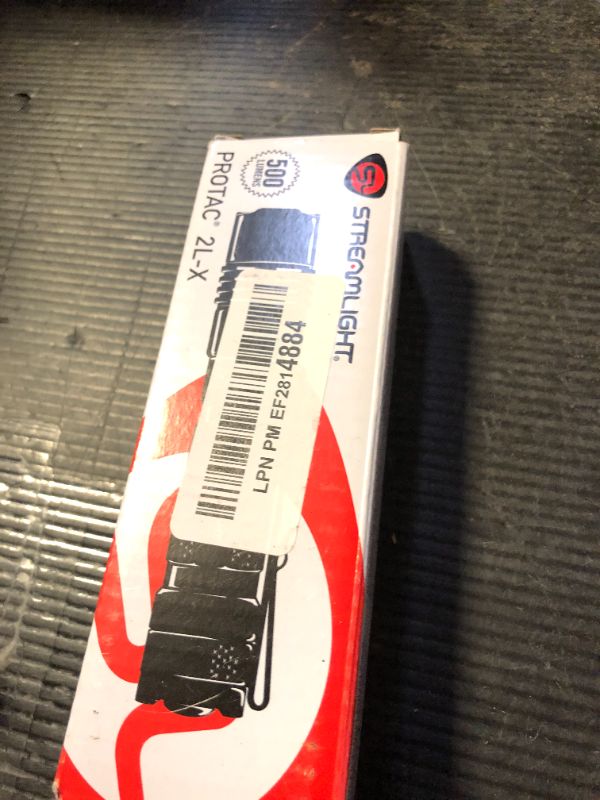 STREAMLIGHT®
500
LUMENS
PROTAC® 2L-X
LPN PM EF2814884